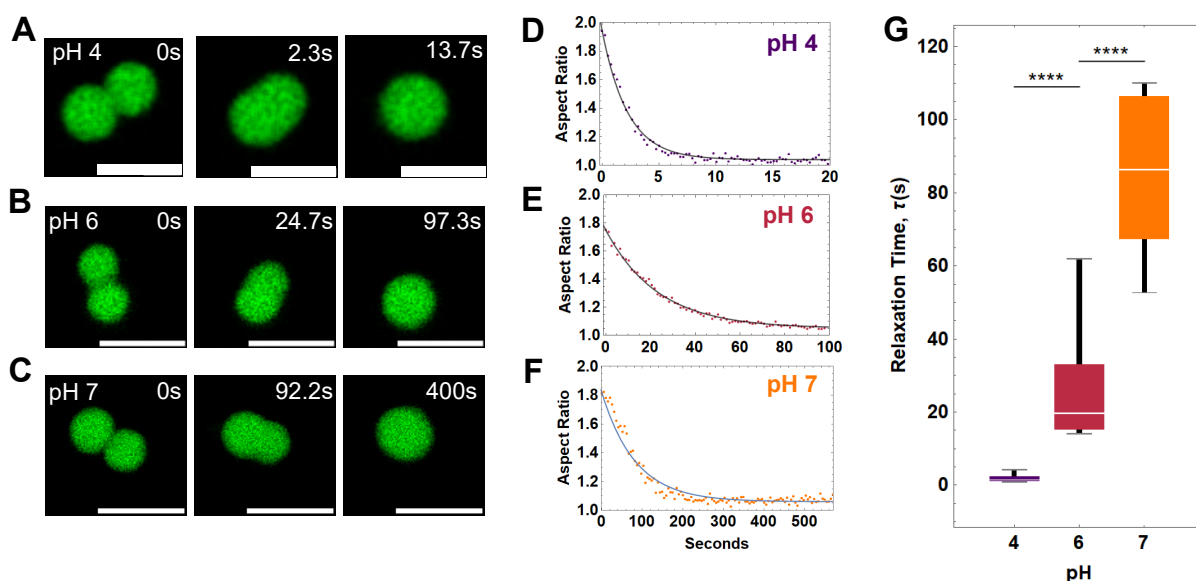 A
pH 4 0s
2.3s
13.7s
B
pH 6 0s
24.7s
97.3s
C
pH 7 0s
92.2s
400s
D
pH 4
Aspect Ratio
2.0
1.8
1.6
1.4
1.2
1.0
0 5 10 15 20
E
pH 6
Aspect Ratio
2.0
1.8
1.6
1.4
1.2
1.0
0 20 40 60 80 100
F
pH 7
Aspect Ratio
2.0
1.8
1.6
1.4
1.2
1.0
0 100 200 300 400 500
Seconds
G
Relaxation Time, τ(s)
120
100
80
60
40
20
0
****
****
4 6 7
pH